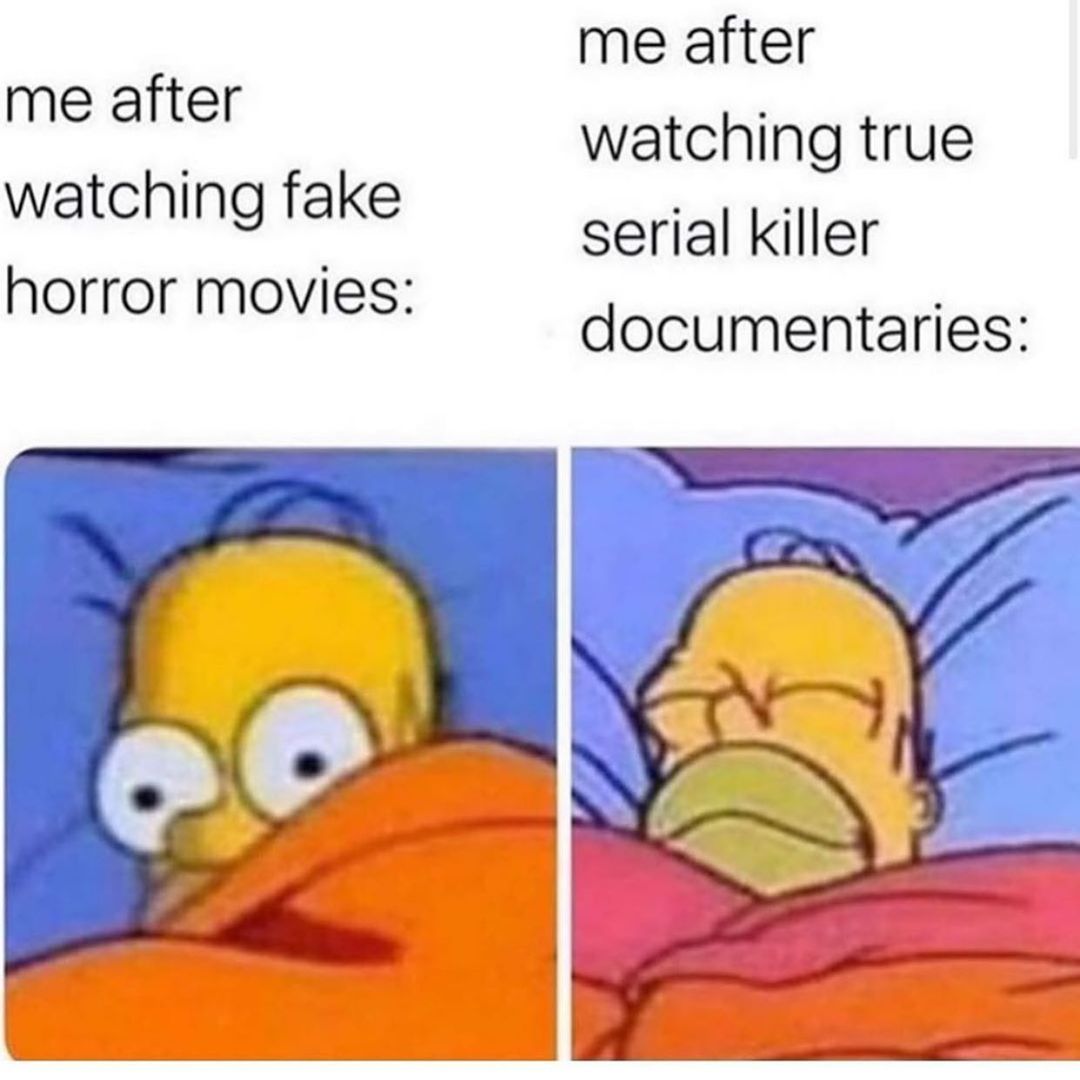 me after
watching fake
horror movies:
me after
watching true
serial killer
documentaries: